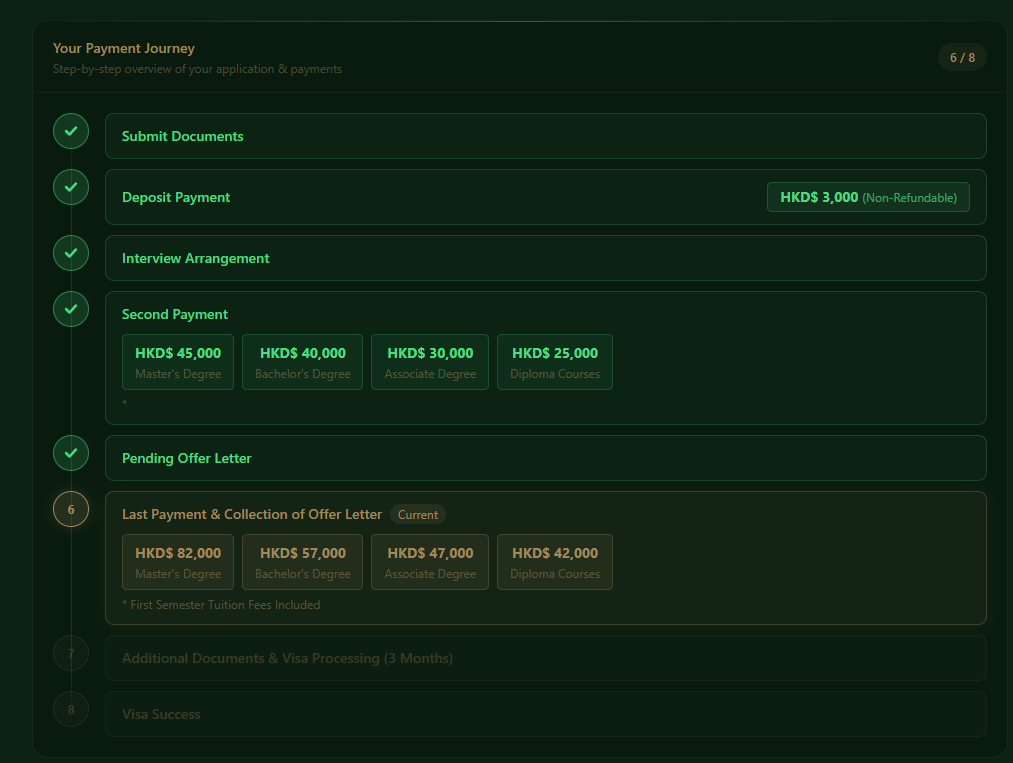 Your Payment Journey
Step-by-step overview of your application & payments
6 / 8
Submit Documents
Deposit Payment
HKD$ 3,000 (Non-Refundable)
Interview Arrangement
Second Payment
HKD$ 45,000 HKD$ 40,000 HKD$ 30,000 HKD$ 25,000
Master's Degree Bachelor's Degree Associate Degree Diploma Courses
*
Pending Offer Letter
6
Last Payment & Collection of Offer Letter Current
HKD$ 82,000 HKD$ 57,000 HKD$ 47,000 HKD$ 42,000
Master's Degree Bachelor's Degree Associate Degree Diploma Courses
* First Semester Tuition Fees Included
7
Additional Documents & Visa Processing (3 Months)
8
Visa Success